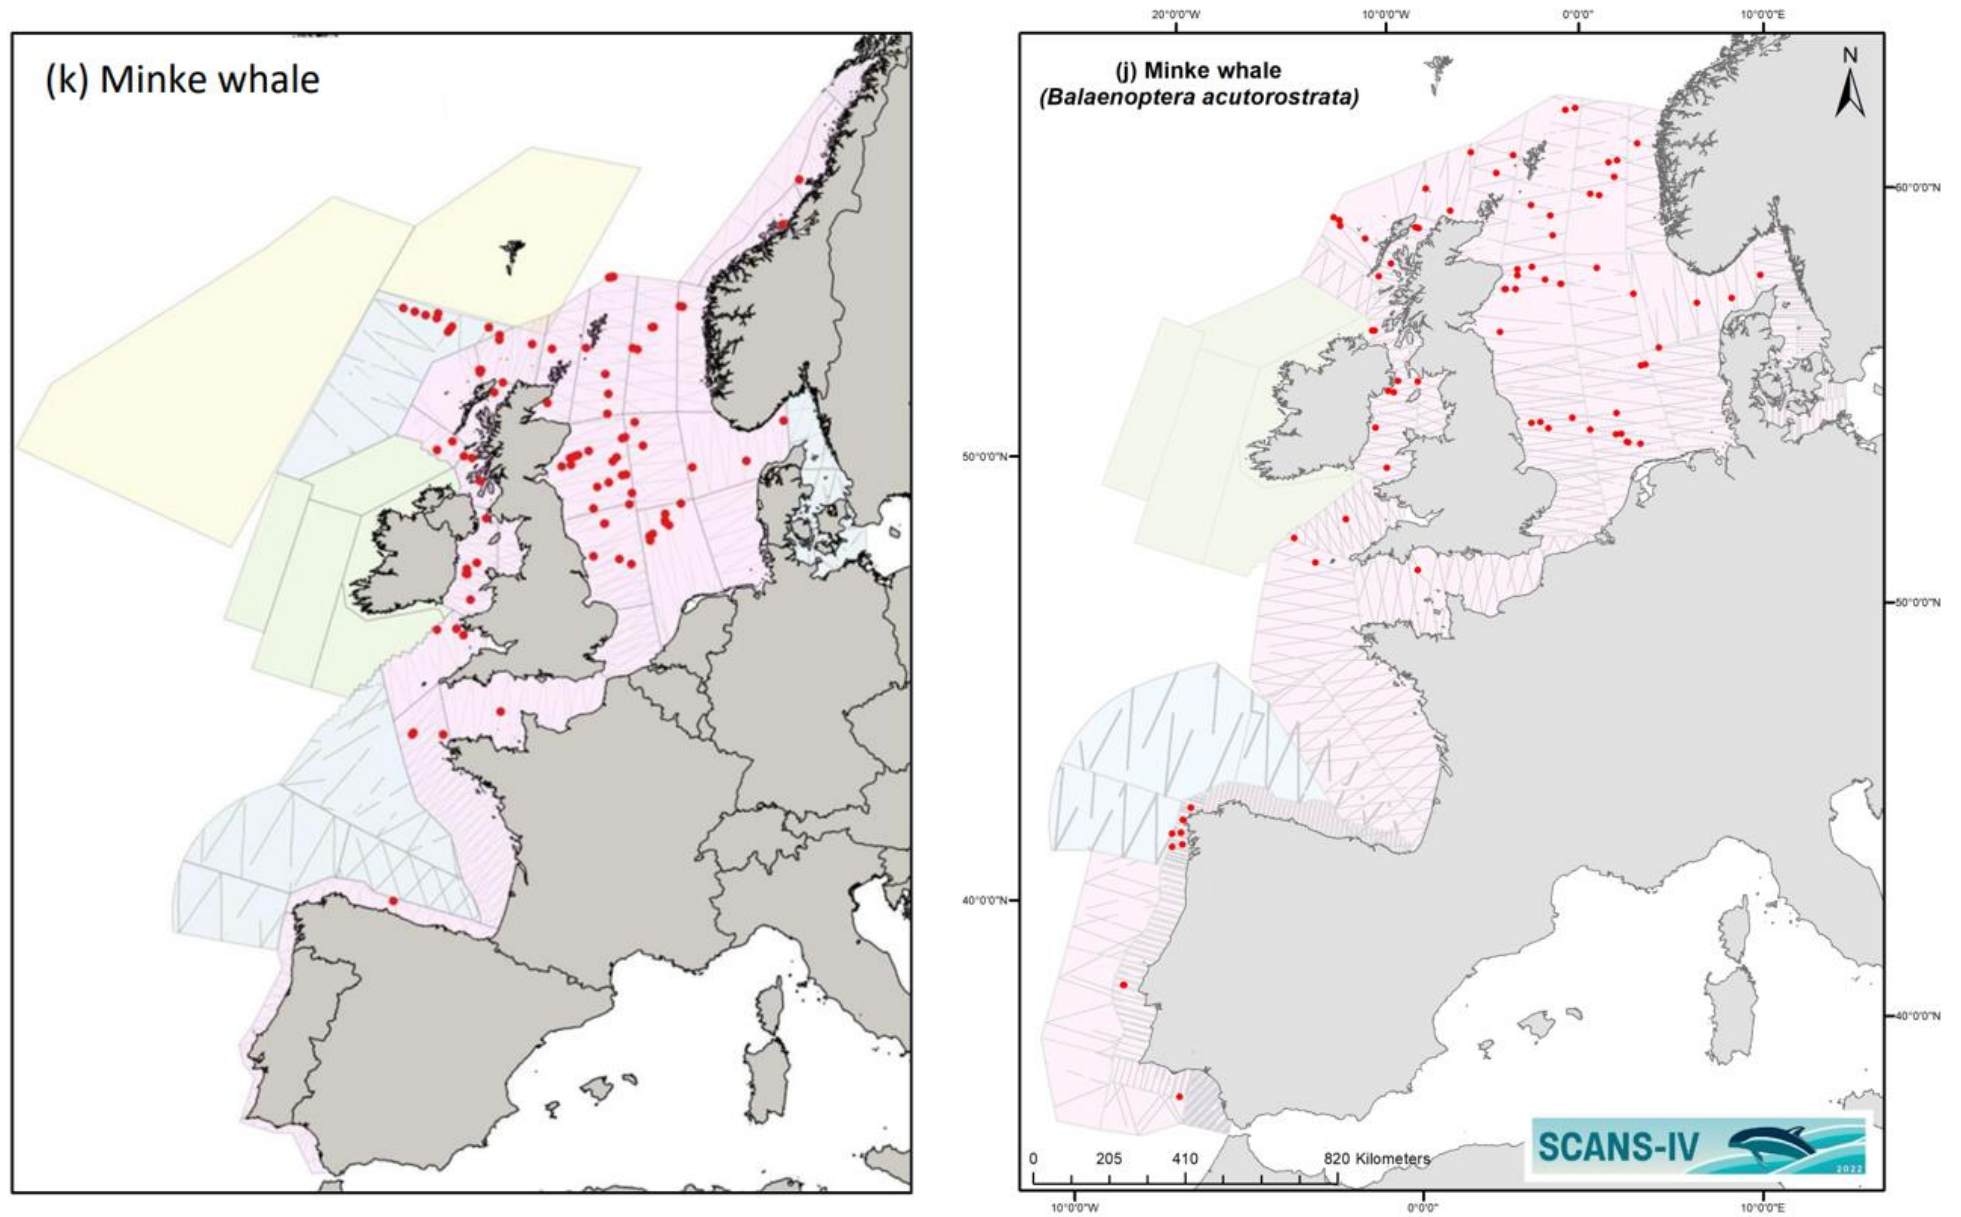 20°0'0"W 10°0'0"W 0°0'0" 10°0'0"E
(k) Minke whale
(j) Minke whale
(Balaenoptera acutorostrata)
N
60°0'0"N
50°0'0"N
50°0'0"N
40°0'0"N
40°0'0"N
SCANS-IV
2022
0 205 410 820 Kilometers
10°0'0"W 0°0'0" 10°0'0"E